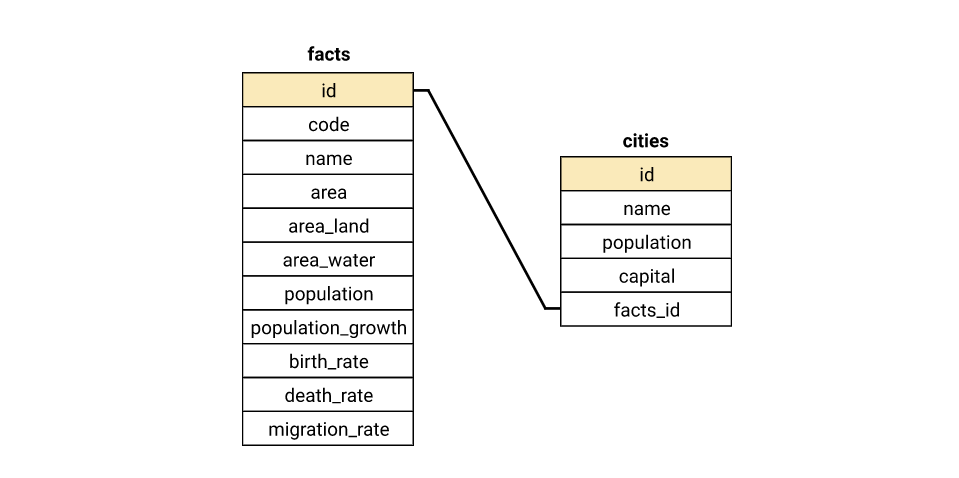 facts
id
code
name
area
area_land
area_water
population
population_growth
birth_rate
death_rate
migration_rate
cities
id
name
population
capital
facts_id